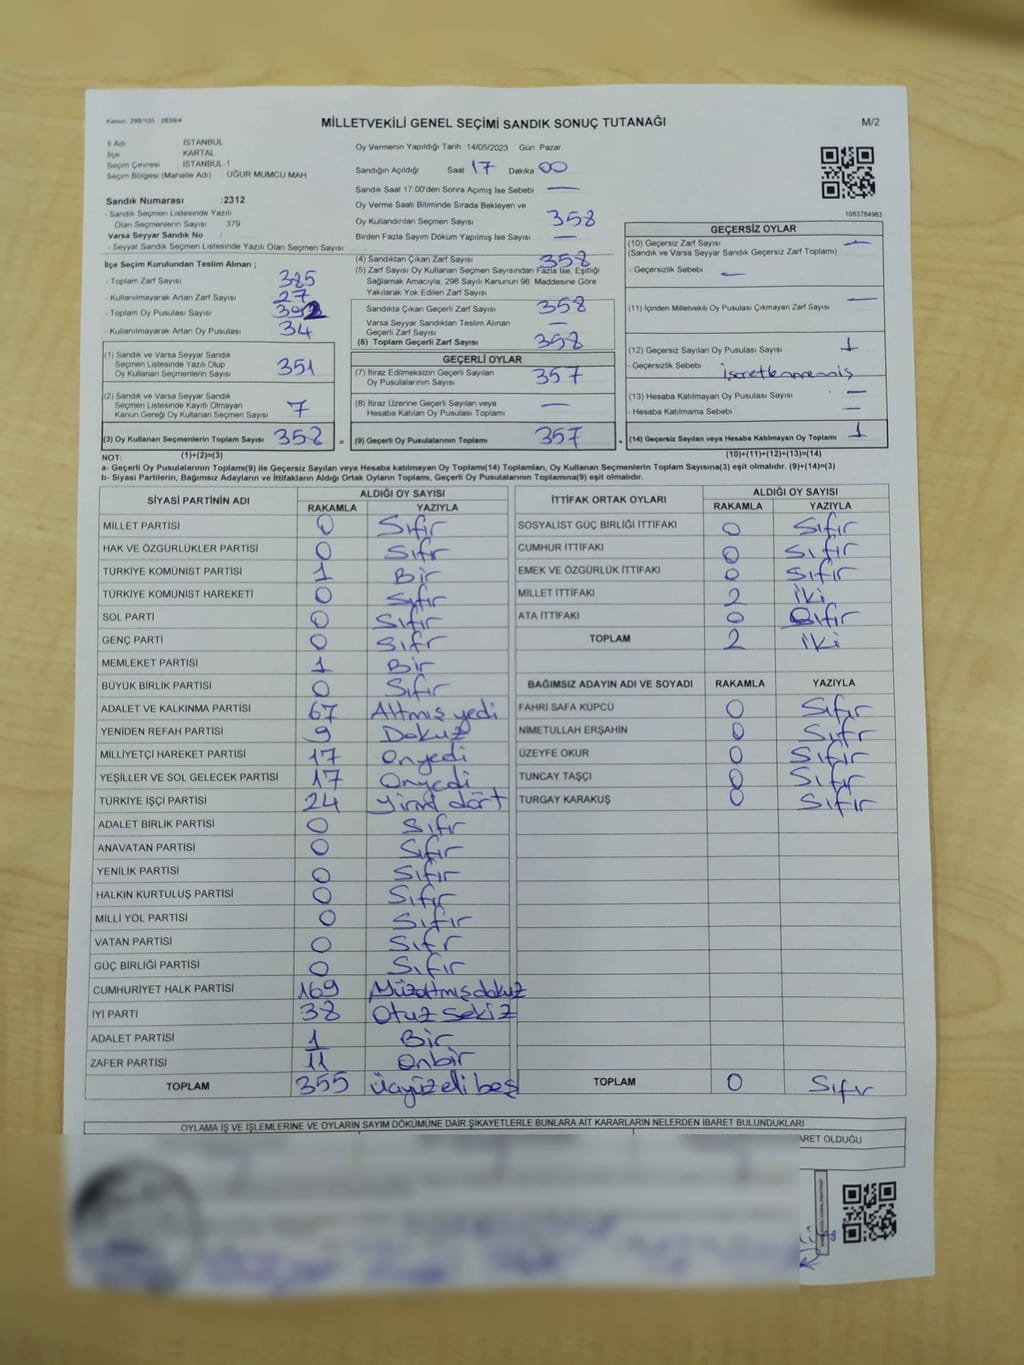 Kanun: 298/105 - 2839/4
MİLLETVEKİLİ GENEL SEÇİMİ SANDIK SONUÇ TUTANAĞI
M/2
İl Adı İSTANBUL
İlçe KARTAL
Seçim Çevresi İSTANBUL-1
Seçim Bölgesi (Mahalle Adı) UĞUR MUMCU MAH
Sandık Numarası :2312
- Sandık Seçmen Listesinde Yazılı
Olan Seçmenlerin Sayısı 379
Varsa Seyyar Sandık No :
- Seyyar Sandık Seçmen Listesinde Yazılı Olan Seçmen Sayısı
Oy Vermenin Yapıldığı Tarih 14/05/2023 Gün: Pazar
Sandığın Açıldığı Saat 17 Dakika 00
Sandık Saat 17:00'den Sonra Açımış İse Sebebi —
Oy Verme Saati Bitiminde Sırada Bekleyen ve
Oy Kullandırılan Seçmen Sayısı 358
Birden Fazla Sayım Döküm Yapılmış İse Sayısı —
1083784963
İlçe Seçim Kurulundan Teslim Alınan ;
- Toplam Zarf Sayısı 385
- Kullanılmayarak Artan Zarf Sayısı 27
- Toplam Oy Pusulası Sayısı 392
- Kullanılmayarak Artan Oy Pusulası 34
(1) Sandık ve Varsa Seyyar Sandık
Seçmen Listesinde Yazılı Olup
Oy Kullanan Seçmenlerin Sayısı 351
(2) Sandık ve Varsa Seyyar Sandık
Seçmen Listesinde Kayıtlı Olmayan
Kanun Gereği Oy Kullanan Seçmen Sayısı 7
(3) Oy Kullanan Seçmenlerin Toplam Sayısı 358 =
(4) Sandıktan Çıkan Zarf Sayısı 358
(5) Zarf Sayısı Oy Kullanan Seçmen Sayısından Fazla İse, Eşitliği
Sağlamak Amacıyla; 298 Sayılı Kanunun 98. Maddesine Göre
Yakılarak Yok Edilen Zarf Sayısı
Sandıkta Çıkan Geçerli Zarf Sayısı 358
Varsa Seyyar Sandıktan Teslim Alınan
Geçerli Zarf Sayısı —
(6) Toplam Geçerli Zarf Sayısı 358
GEÇERLİ OYLAR
(7) İtiraz Edilmeksizin Geçerli Sayılan
Oy Pusulalarının Sayısı 357
(8) İtiraz Üzerine Geçerli Sayılan veya
Hesaba Katılan Oy Pusulası Toplamı —
(9) Geçerli Oy Pusulalarının Toplamı 357 +
GEÇERSİZ OYLAR
(10) Geçersiz Zarf Sayısı —
(Sandık ve Varsa Seyyar Sandık Geçersiz Zarf Toplamı)
- Geçersizlik Sebebi —
(11) İçinden Milletvekili Oy Pusulası Çıkmayan Zarf Sayısı —
(12) Geçersiz Sayılan Oy Pusulası Sayısı 1
- Geçersizlik Sebebi işaretlenmemiş
(13) Hesaba Katılmayan Oy Pusulası Sayısı —
- Hesaba Katılmama Sebebi —
(14) Geçersiz Sayılan veya Hesaba Katılmayan Oy Toplamı 1
NOT: (1)+(2)=(3) (10)+(11)+(12)+(13)=(14)
a- Geçerli Oy Pusulalarının Toplamı(9) ile Geçersiz Sayılan veya Hesaba katılmayan Oy Toplamı(14) Toplamları, Oy Kullanan Seçmenlerin Toplam Sayısına(3) eşit olmalıdır. (9)+(14)=(3)
b- Siyasi Partilerin, Bağımsız Adayların ve İttifakların Aldığı Ortak Oyların Toplamı, Geçerli Oy Pusulalarının Toplamına(9) eşit olmalıdır.
SİYASİ PARTİNİN ADI ALDIĞI OY SAYISI
RAKAMLA YAZIYLA
MİLLET PARTİSİ 0 Sıfır
HAK VE ÖZGÜRLÜKLER PARTİSİ 0 Sıfır
TÜRKİYE KOMÜNİST PARTİSİ 1 Bir
TÜRKİYE KOMÜNİST HAREKETİ 0 Sıfır
SOL PARTİ 0 Sıfır
GENÇ PARTİ 0 Sıfr
MEMLEKET PARTİSİ 1 Bir
BÜYÜK BİRLİK PARTİSİ 0 Sıfır
ADALET VE KALKINMA PARTİSİ 67 Altmış yedi
YENİDEN REFAH PARTİSİ 9 Dokuz
MİLLİYETÇİ HAREKET PARTİSİ 17 Onyedi
YEŞİLLER VE SOL GELECEK PARTİSİ 17 Onyedi
TÜRKİYE İŞÇİ PARTİSİ 24 yirmi dört
ADALET BİRLİK PARTİSİ 0 Sıfır
ANAVATAN PARTİSİ 0 Sıfır
YENİLİK PARTİSİ 0 Sıfır
HALKIN KURTULUŞ PARTİSİ 0 Sıfır
MİLLİ YOL PARTİSİ 0 Sıfır
VATAN PARTİSİ 0 Sıfr
GÜÇ BİRLİĞİ PARTİSİ 0 Sıfır
CUMHURİYET HALK PARTİSİ 169 Yüzaltmışdokuz
İYİ PARTİ 38 Otuz sekiz
ADALET PARTİSİ 1 Bir
ZAFER PARTİSİ 11 Onbir
TOPLAM 355 Üçyüz elli beş
İTTİFAK ORTAK OYLARI ALDIĞI OY SAYISI
RAKAMLA YAZIYLA
SOSYALİST GÜÇ BİRLİĞİ İTTİFAKI 0 Sıfır
CUMHUR İTTİFAKI 0 Sıfır
EMEK VE ÖZGÜRLÜK İTTİFAKI 0 Sıfır
MİLLET İTTİFAKI 2 iki
ATA İTTİFAKI 0 Sıfır
TOPLAM 2 iki
BAĞIMSIZ ADAYIN ADI VE SOYADI RAKAMLA YAZIYLA
FAHRİ SAFA KÜPCÜ 0 Sıfır
NİMETULLAH ERŞAHİN 0 Sıfr
ÜZEYFE OKUR 0 Sıfır
TUNCAY TAŞÇI 0 Sıfır
TURGAY KARAKUŞ 0 Sıfır
TOPLAM 0 Sıfır
OYLAMA İŞ VE İŞLEMLERİNE VE OYLARIN SAYIM DÖKÜMÜNE DAİR ŞİKAYETLERLE BUNLARA AİT KARARLARIN NELERDEN İBARET BULUNDUKLARI
ARET OLDUĞU